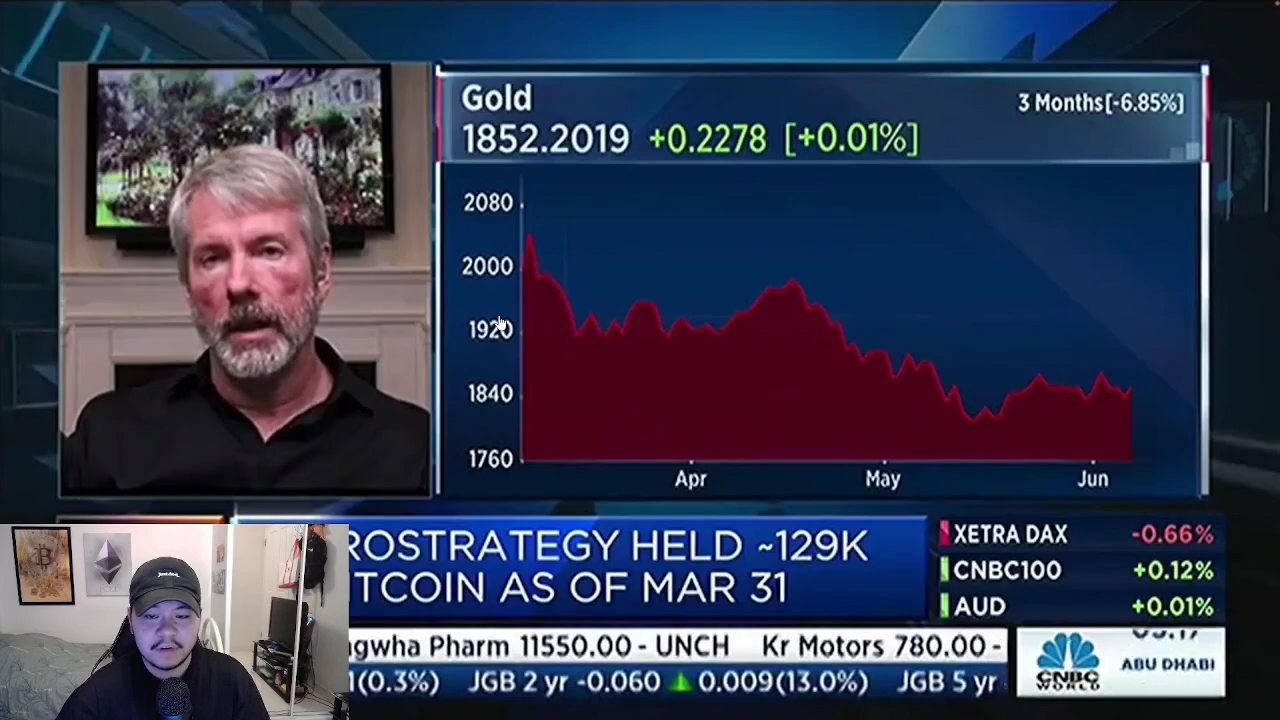 Gold
3 Months[-6.85%]
1852.2019 +0.2278 [+0.01%]
2080
2000
1920
1840
1760
Apr May Jun
ROSTRATEGY HELD ~129K
TCOIN AS OF MAR 31
XETRA DAX -0.66%
CNBC100 +0.12%
AUD +0.01%
ngwha Pharm 11550.00 - UNCH Kr Motors 780.00 -
1(0.3%) JGB 2 yr -0.060 0.009(13.0%) JGB 5 yr
ABU DHABI
CNBC
WORLD